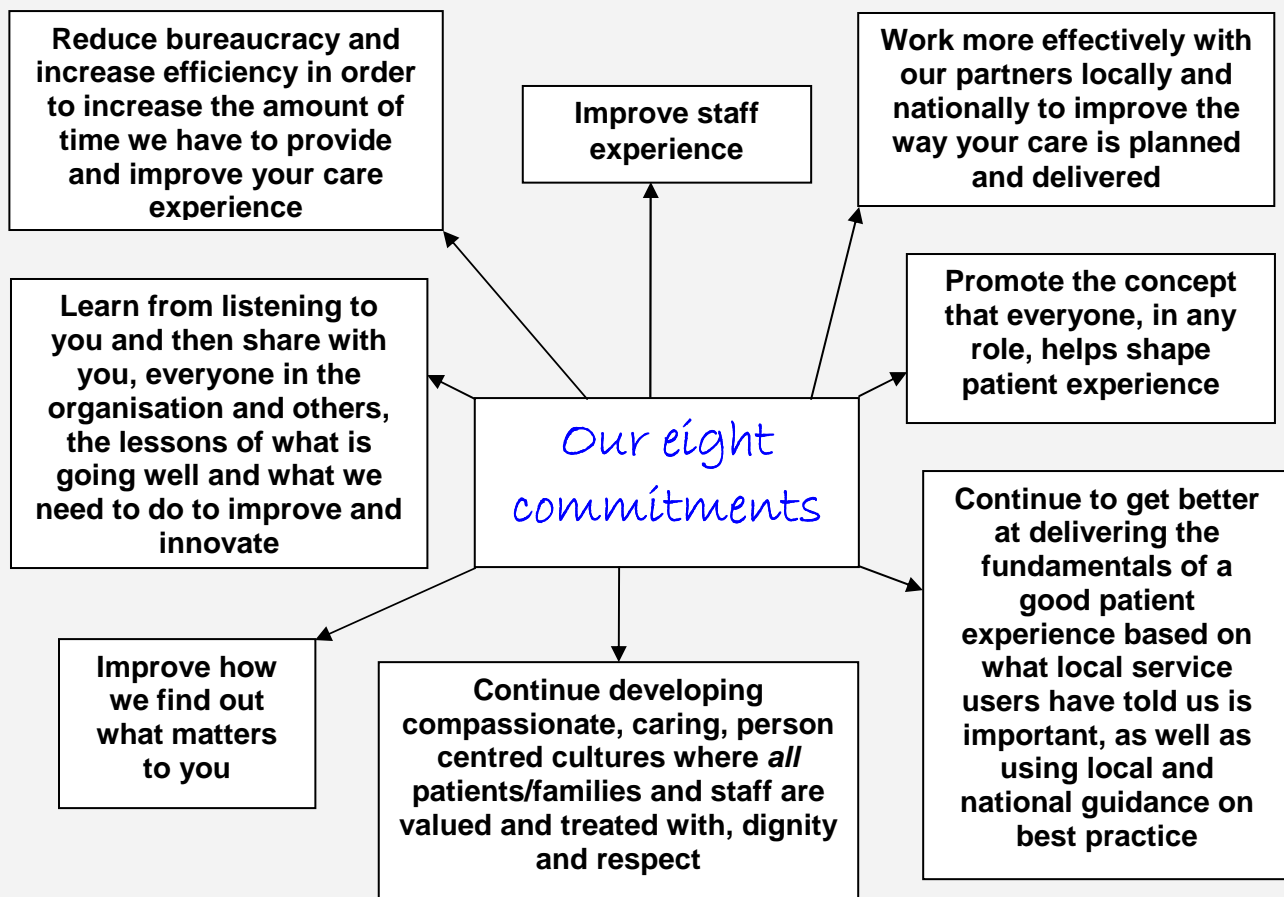 Reduce bureaucracy and
increase efficiency in order
to increase the amount of
time we have to provide
and improve your care
experience
Improve staff
experience
Work more effectively with
our partners locally and
nationally to improve the
way your care is planned
and delivered
Learn from listening to
you and then share with
you, everyone in the
organisation and others,
the lessons of what is
going well and what we
need to do to improve and
innovate
Promote the concept
that everyone, in any
role, helps shape
patient experience
Our eight
commitments
Continue to get better
at delivering the
fundamentals of a
good patient
experience based on
what local service
users have told us is
important, as well as
using local and
national guidance on
best practice
Improve how
we find out
what matters
to you
Continue developing
compassionate, caring, person
centred cultures where all
patients/families and staff are
valued and treated with, dignity
and respect